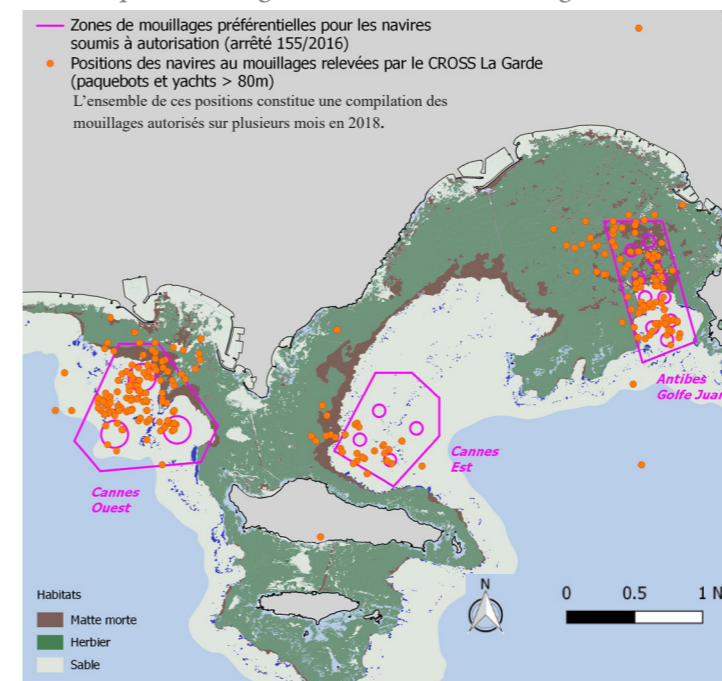 Zones de mouillages préférentielles pour les navires
soumis à autorisation (arrêté 155/2016)
Positions des navires au mouillages relevées par le CROSS La Garde
(paquebots et yachts > 80m)
L'ensemble de ces positions constitue une compilation des
mouillages autorisés sur plusieurs mois en 2018.
Antibes
Golfe Juan
Cannes
Est
Cannes
Ouest
N
0 0.5 1 N
Habitats
Matte morte
Herbier
Sable